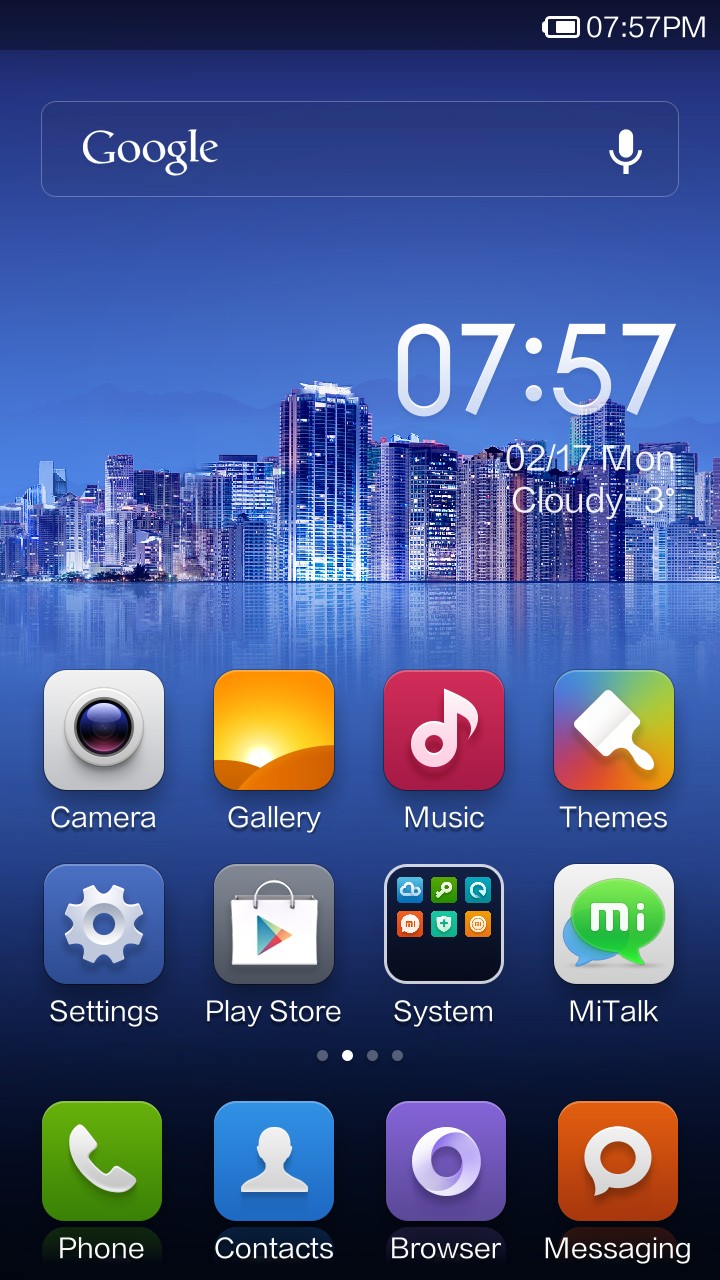 07:57PM
Google
07:57
02/17 Mon
Cloudy-3°
Camera Gallery Music Themes
mi
mi
Settings Play Store System MiTalk
Phone Contacts Browser Messaging